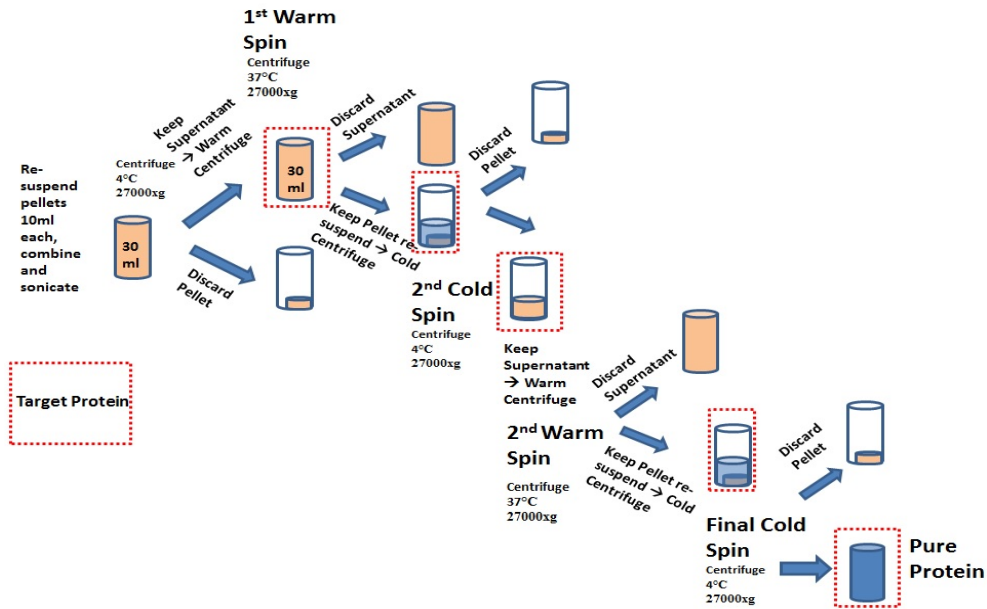 1st Warm
Spin
Centrifuge
37°C
27000xg
Keep
Supernatant
→ Warm
Centrifuge
Centrifuge
4°C
27000xg
Re-
suspend
pellets
10ml
each,
combine
and
sonicate
30
ml
Discard
Pellet
30
ml
Discard
Supernatant
Keep Pellet re-
suspend → Cold
Centrifuge
Discard
Pellet
2nd Cold
Spin
Centrifuge
4°C
27000xg
Target Protein
Keep
Supernatant
→ Warm
Centrifuge
2nd Warm
Spin
Centrifuge
37°C
27000xg
Discard
Supernatant
Keep Pellet re-
suspend → Cold
Centrifuge
Discard
Pellet
Final Cold
Spin
Centrifuge
4°C
27000xg
Pure
Protein